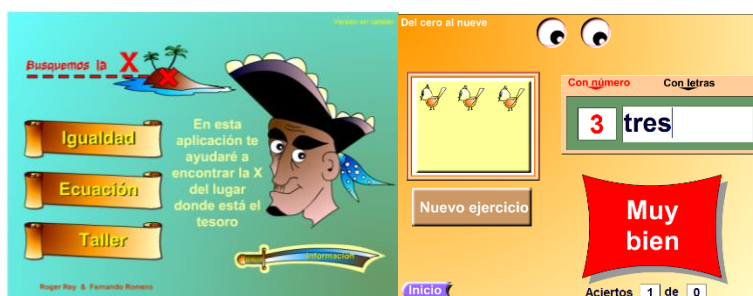 Versión en catalán
Busquemos la X
X
Igualdad
Ecuación
Taller
En esta
aplicación te
ayudaré a
encontrar la X
del lugar
donde está el
tesoro
Información
Roger Rey & Fernando Romero
Del cero al nueve
Con número Con letras
3 tres
Nuevo ejercicio
Muy
bien
Inicio
Aciertos 1 de 0